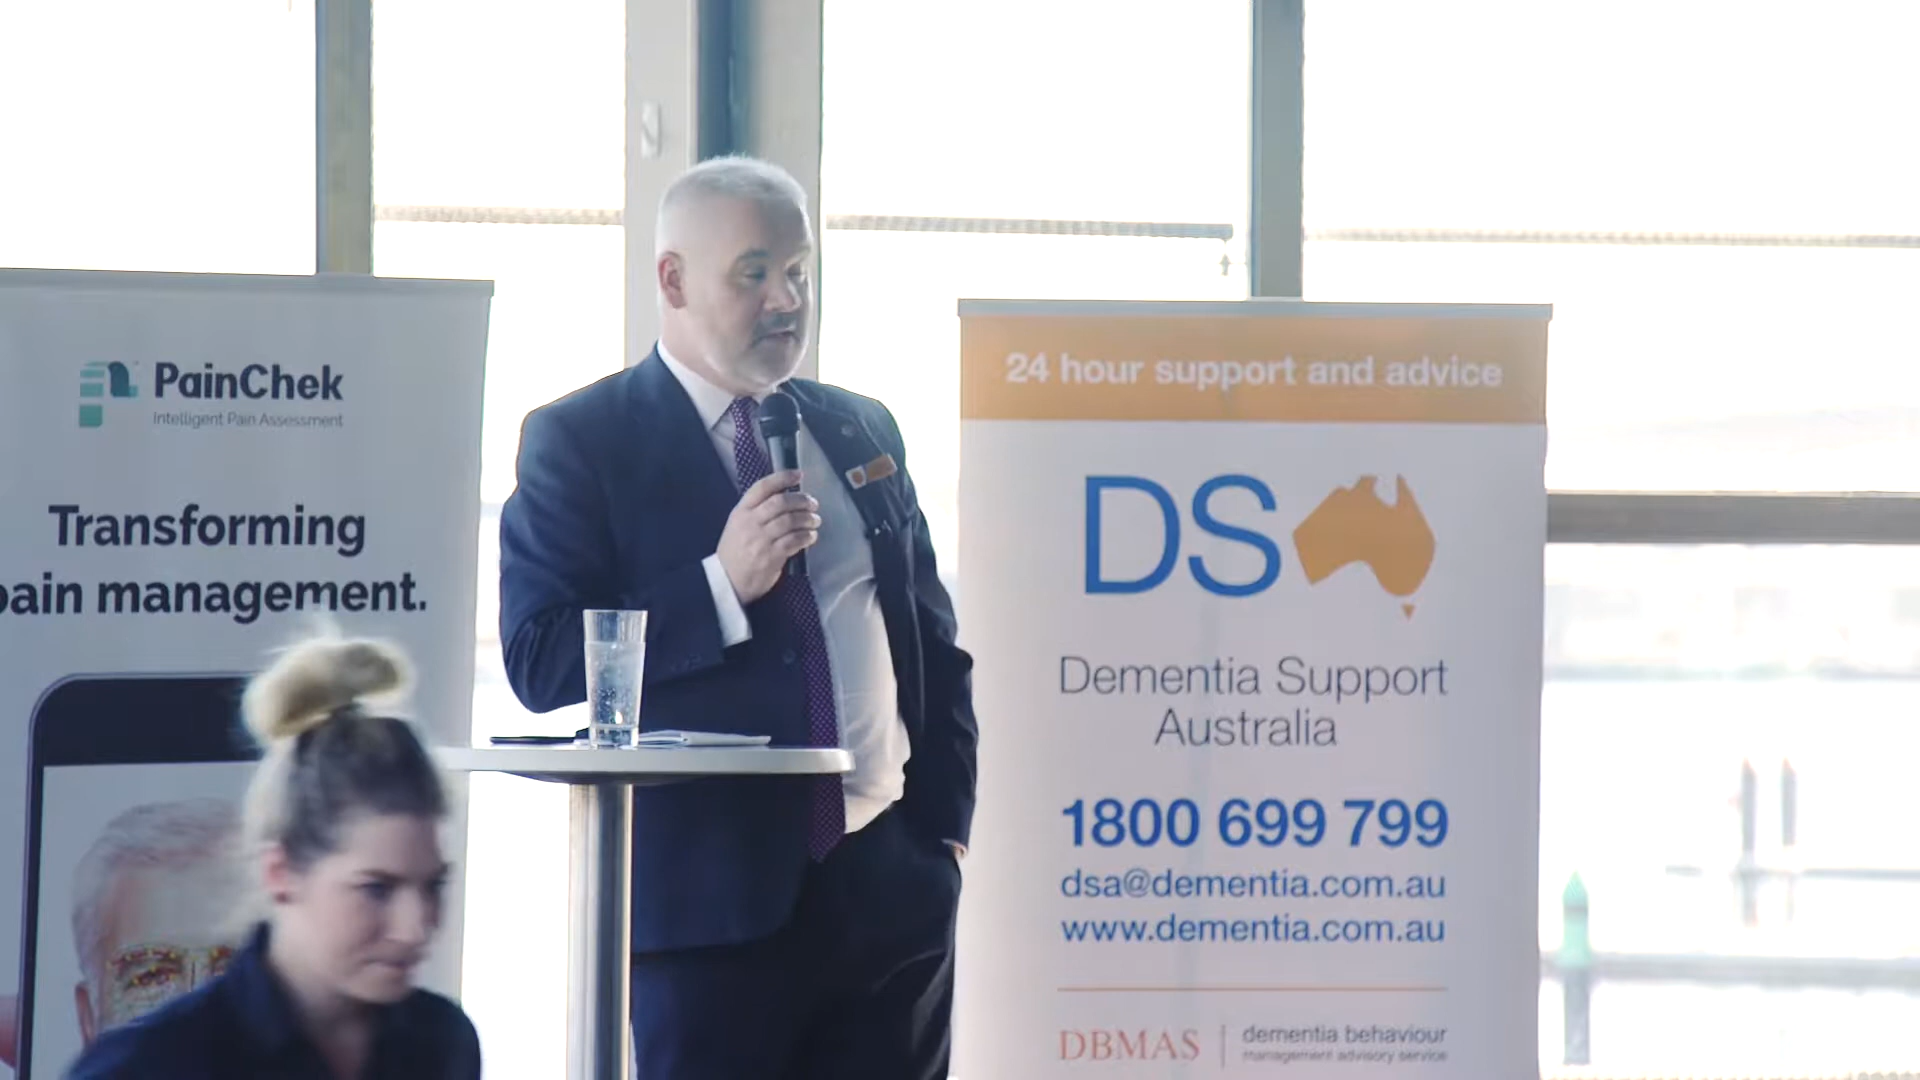 PainChek
Intelligent Pain Assessment
Transforming
pain management.
24 hour support and advice
DS
Dementia Support
Australia
1800 699 799
dsa@dementia.com.au
www.dementia.com.au
DBMAS
dementia behaviour
management advisory service